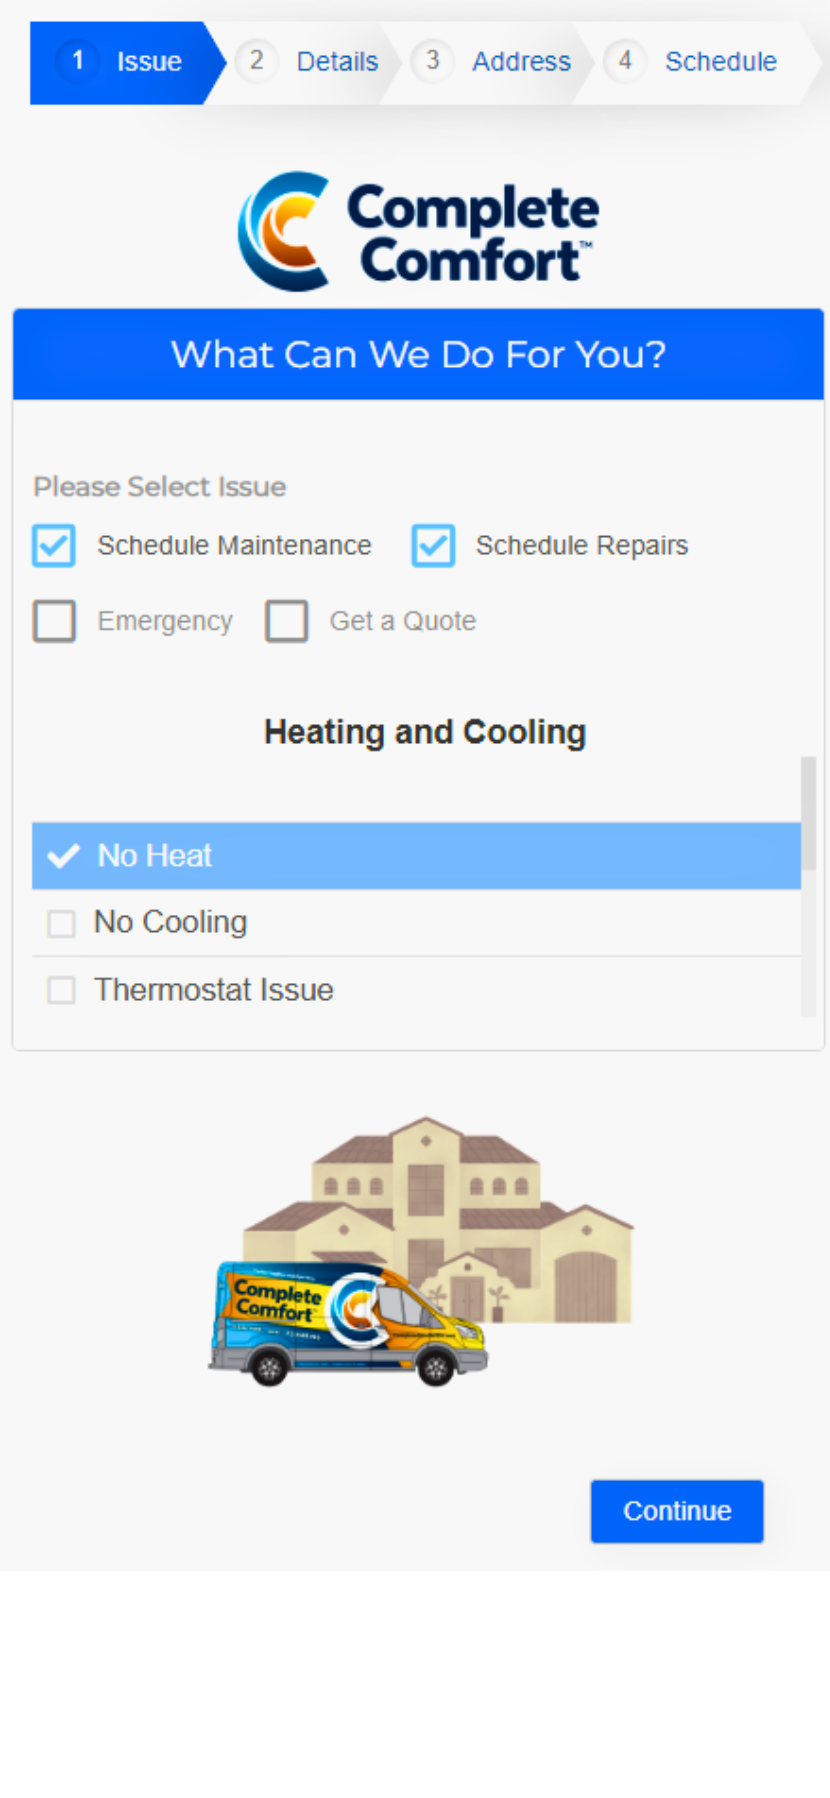 1 Issue 2 Details 3 Address 4 Schedule
Complete
Comfort™
What Can We Do For You?
Please Select Issue
Schedule Maintenance Schedule Repairs
Emergency Get a Quote
Heating and Cooling
No Heat
No Cooling
Thermostat Issue
Complete
Comfort
Continue